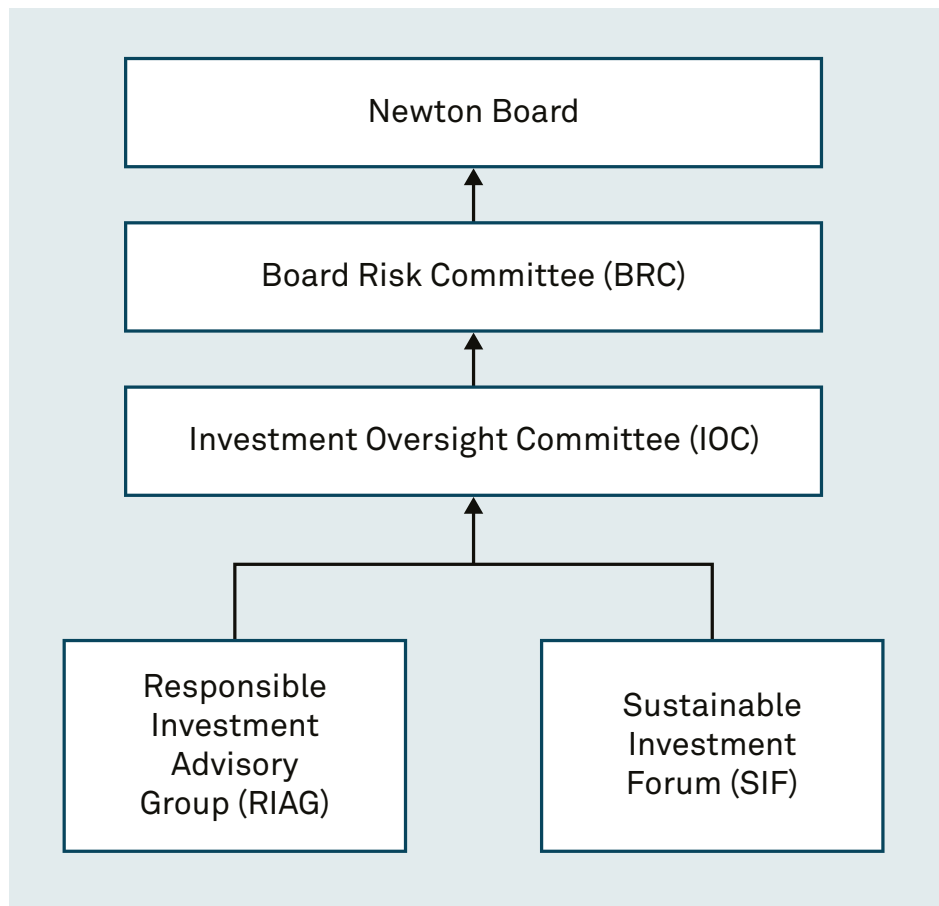 Newton Board
Board Risk Committee (BRC)
Investment Oversight Committee (IOC)
Responsible
Investment
Advisory
Group (RIAG)
Sustainable
Investment
Forum (SIF)